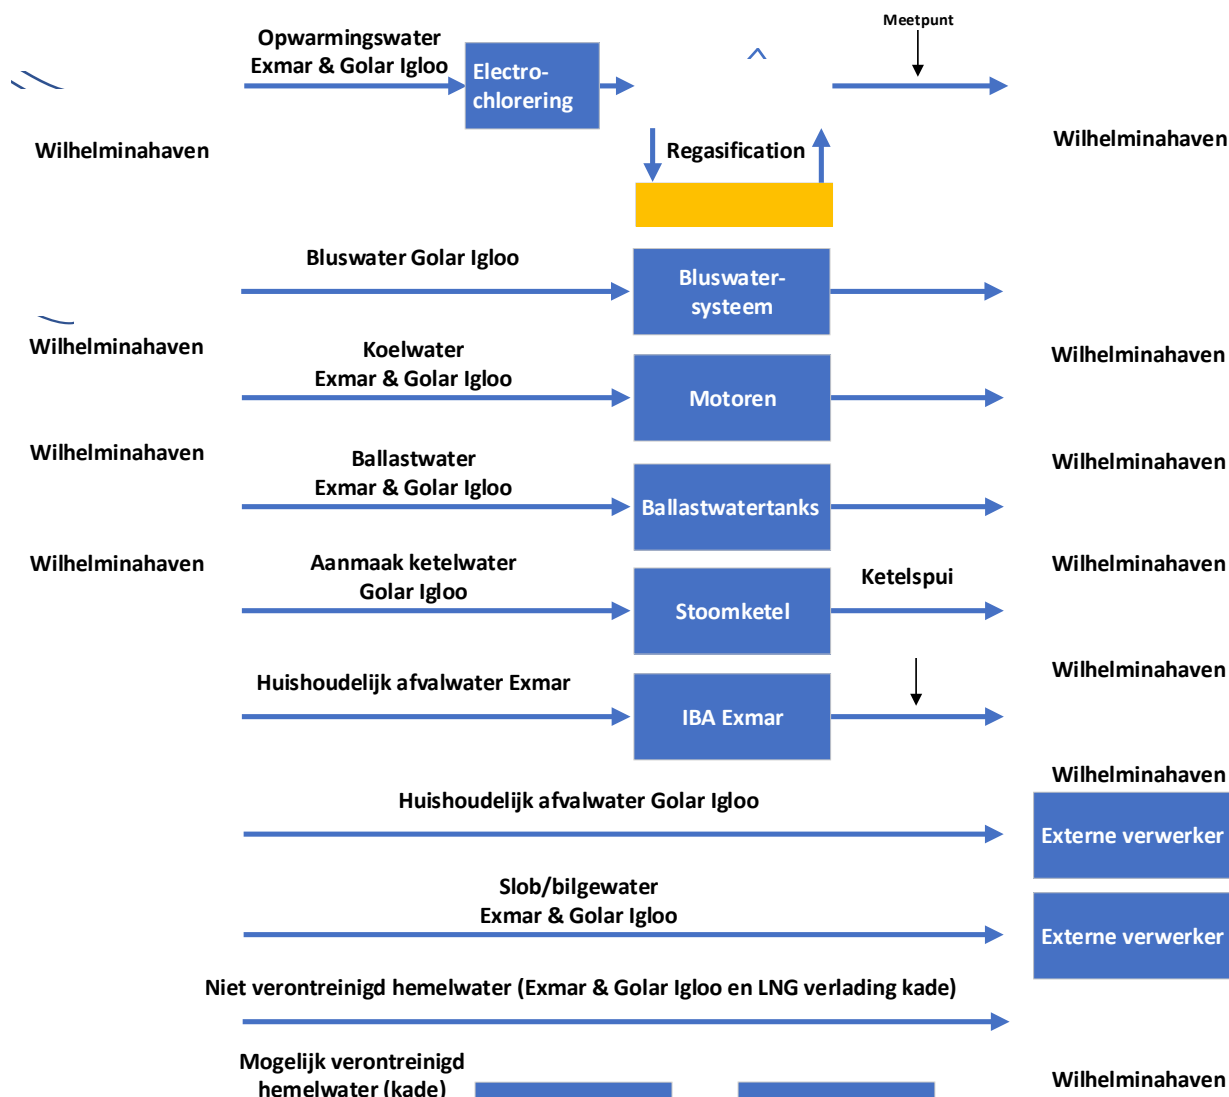 Meetpunt
Opwarmingswater
Exmar & Golar Igloo
Electro-
chlorering
Wilhelminahaven
Regasification
Wilhelminahaven
Bluswater Golar Igloo
Bluswater-
systeem
Wilhelminahaven
Koelwater
Exmar & Golar Igloo
Motoren
Wilhelminahaven
Wilhelminahaven
Ballastwater
Exmar & Golar Igloo
Ballastwatertanks
Wilhelminahaven
Wilhelminahaven
Aanmaak ketelwater
Golar Igloo
Stoomketel
Ketelspui
Wilhelminahaven
Huishoudelijk afvalwater Exmar
IBA Exmar
Wilhelminahaven
Wilhelminahaven
Huishoudelijk afvalwater Golar Igloo
Externe verwerker
Slob/bilgewater
Exmar & Golar Igloo
Externe verwerker
Niet verontreinigd hemelwater (Exmar & Golar Igloo en LNG verlading kade)
Mogelijk verontreinigd
hemelwater (kade)
Wilhelminahaven